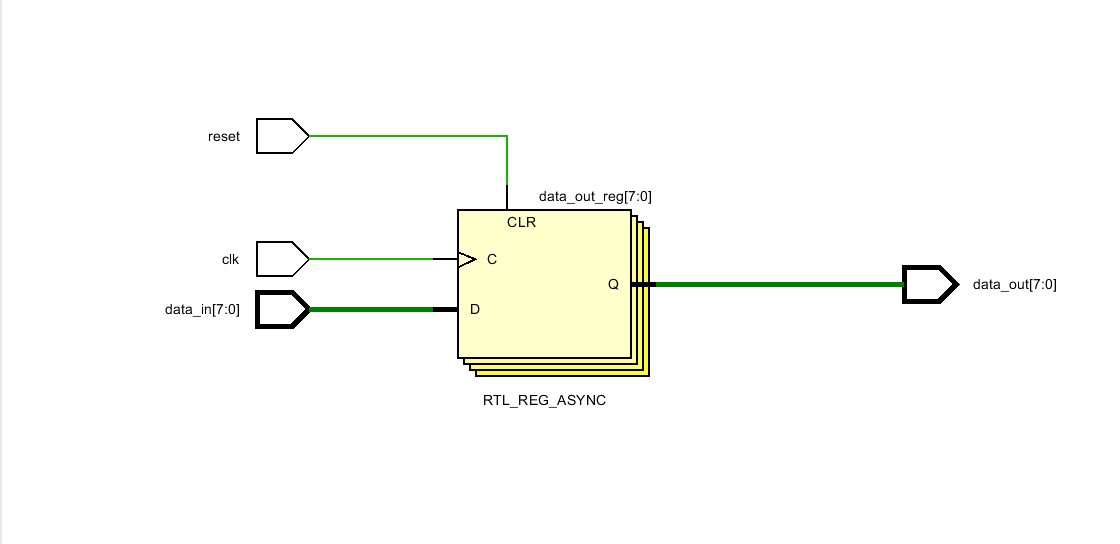 reset
data_out_reg[7:0]
CLR
clk
C
Q
data_out[7:0]
data_in[7:0]
D
RTL_REG_ASYNC